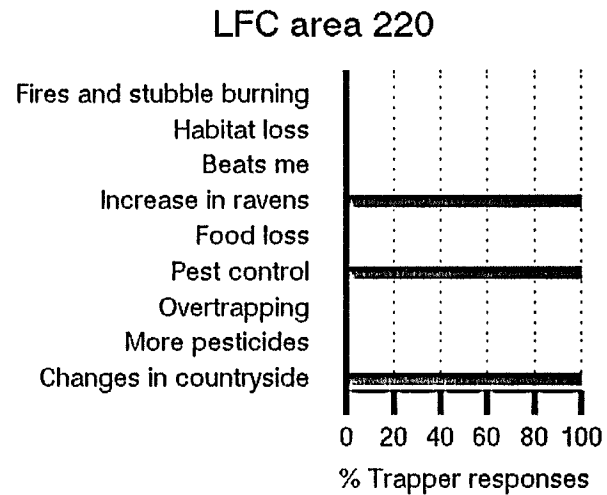 LFC area 220
Fires and stubble burning
Habitat loss
Beats me
Increase in ravens
Food loss
Pest control
Overtrapping
More pesticides
Changes in countryside
0 20 40 60 80 100
% Trapper responses